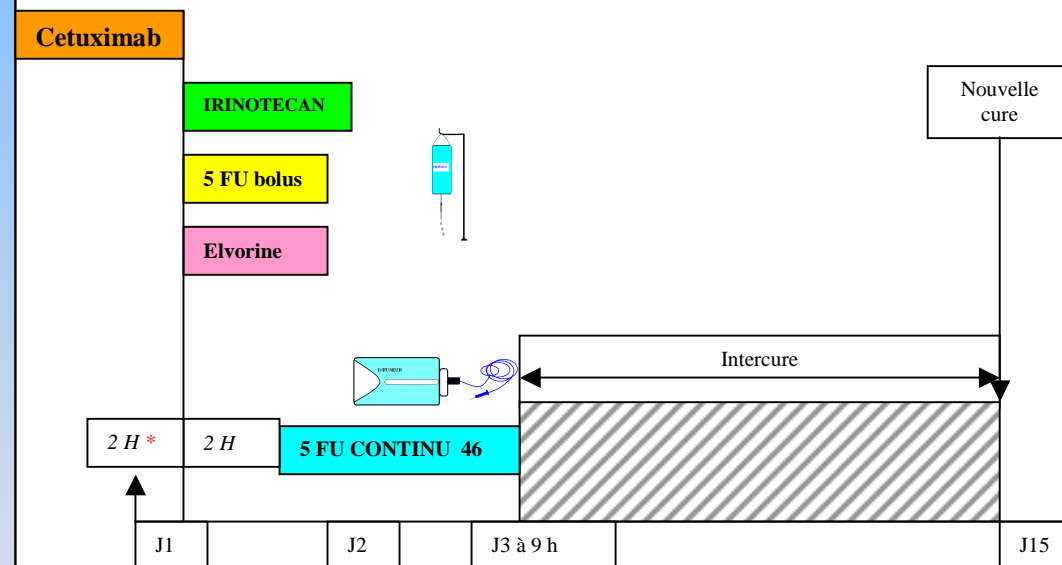 Cetuximab
IRINOTECAN
Nouvelle
cure
5 FU bolus
Elvorine
Intercure
2 H *
2 H
5 FU CONTINU 46
J1
J2
J3 à 9 h
J15